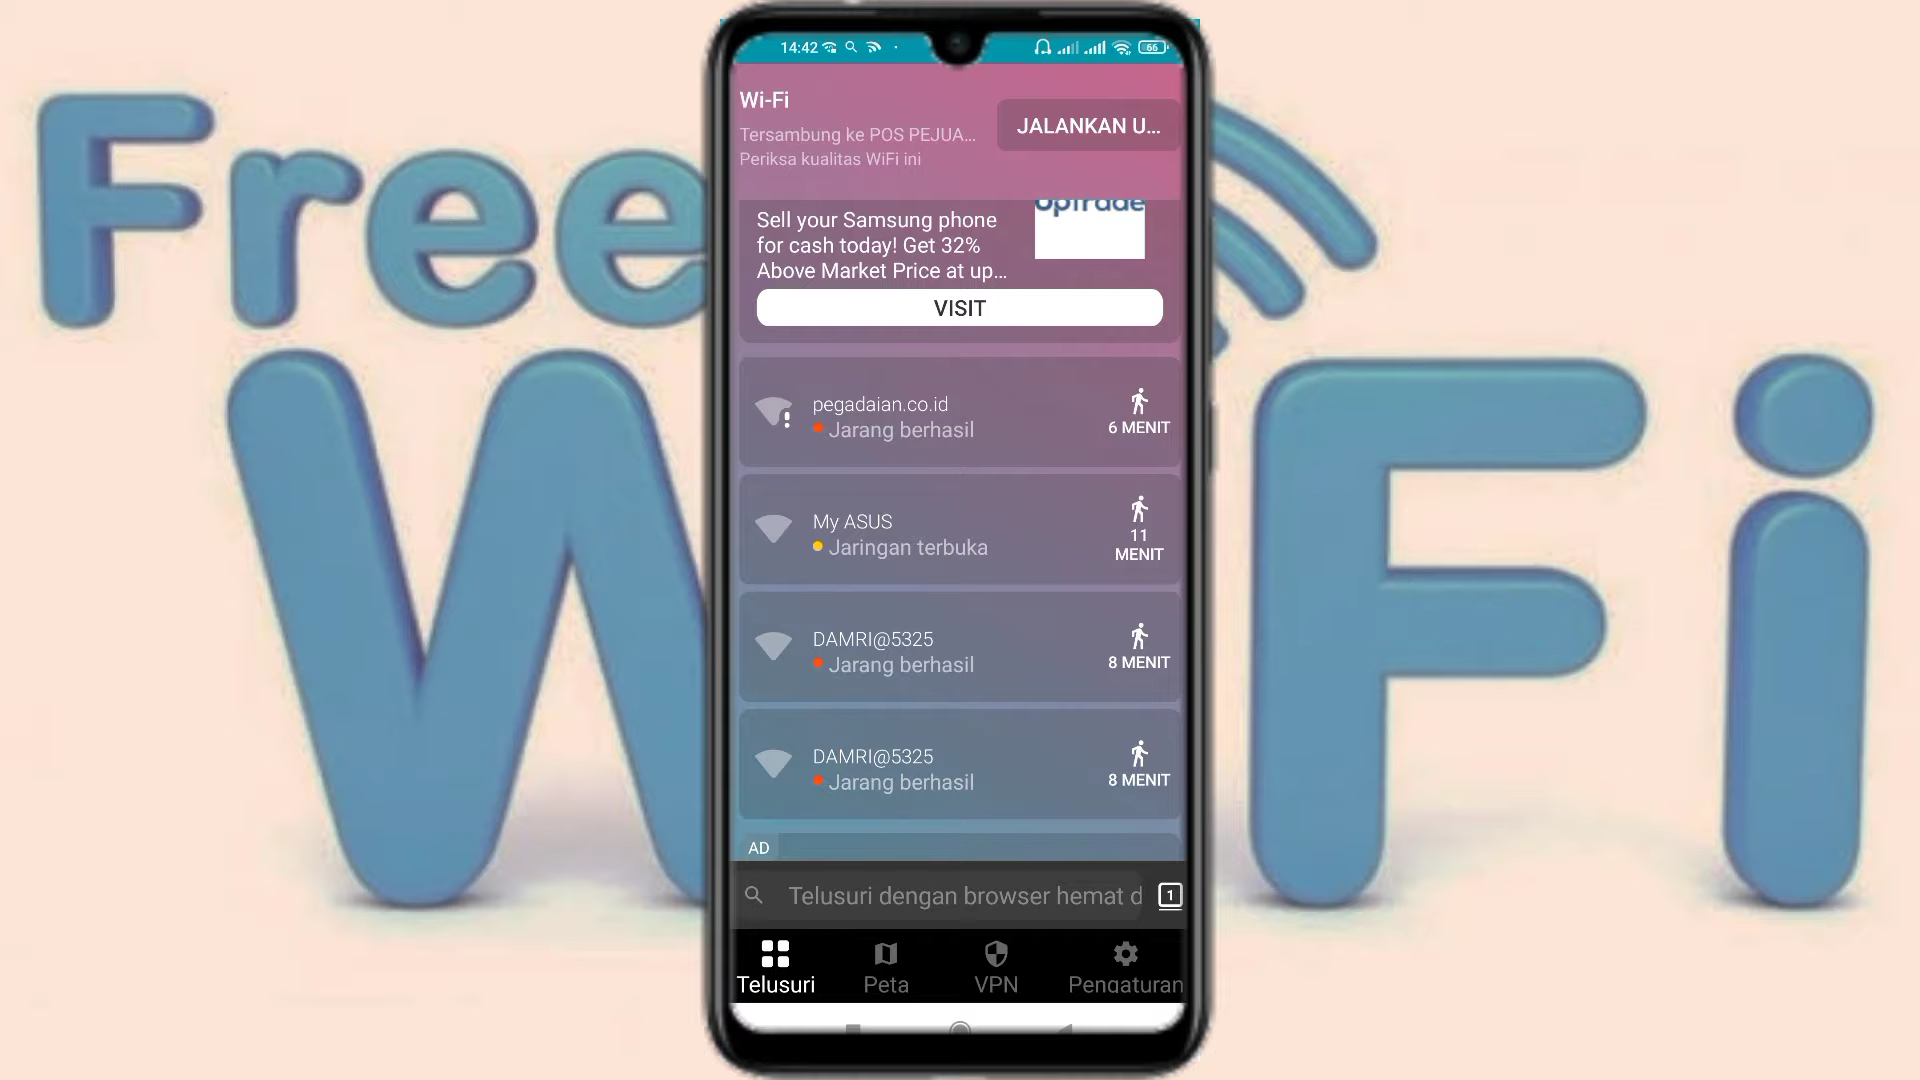 Free
Wi Fi
14:42
66
Wi-Fi
Tersambung ke POS PEJUA...
Periksa kualitas WiFi ini
JALANKAN U...
UpTrade
Sell your Samsung phone
for cash today! Get 32%
Above Market Price at up...
VISIT
pegadaian.co.id
Jarang berhasil
6 MENIT
My ASUS
Jaringan terbuka
11
MENIT
DAMRI@5325
Jarang berhasil
8 MENIT
DAMRI@5325
Jarang berhasil
8 MENIT
AD
Telusuri dengan browser hemat d
1
Telusuri
Peta
VPN
Pengaturan